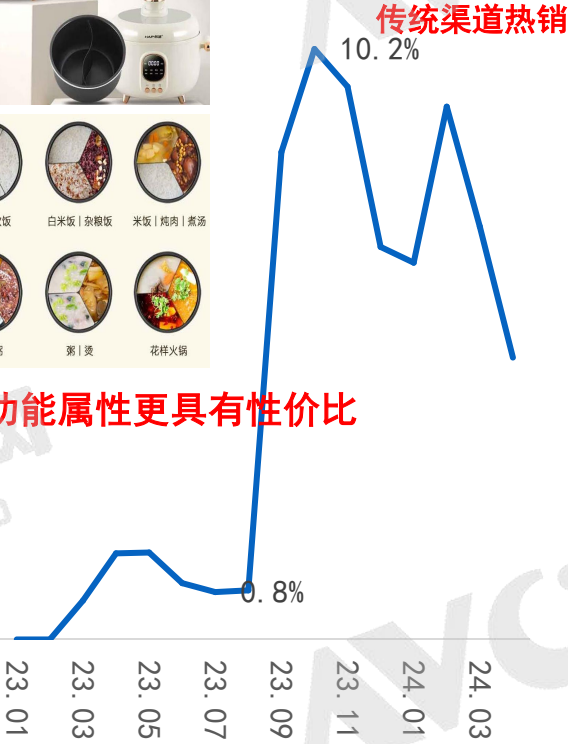 传统渠道热销
10.2%
饭
白米饭 | 杂粮饭
米饭 | 炖肉 | 煮汤
粥 | 烫
花样火锅
功能属性更具有性价比
0.8%
23.01
23.03
23.05
23.07
23.09
23.11
24.01
24.03
AVC